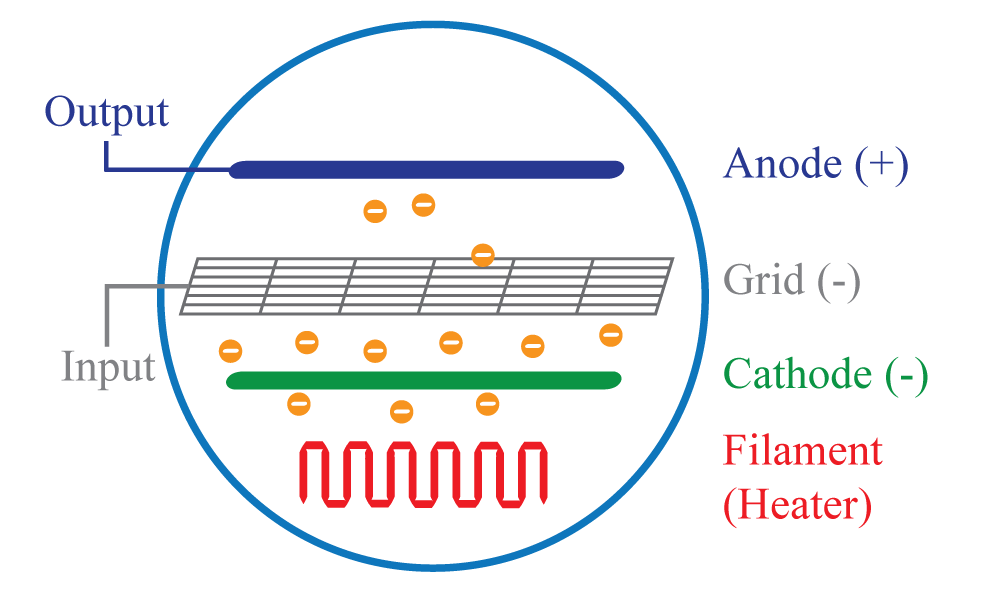 Output
Anode (+)
Grid (-)
Input
Cathode (-)
Filament
(Heater)